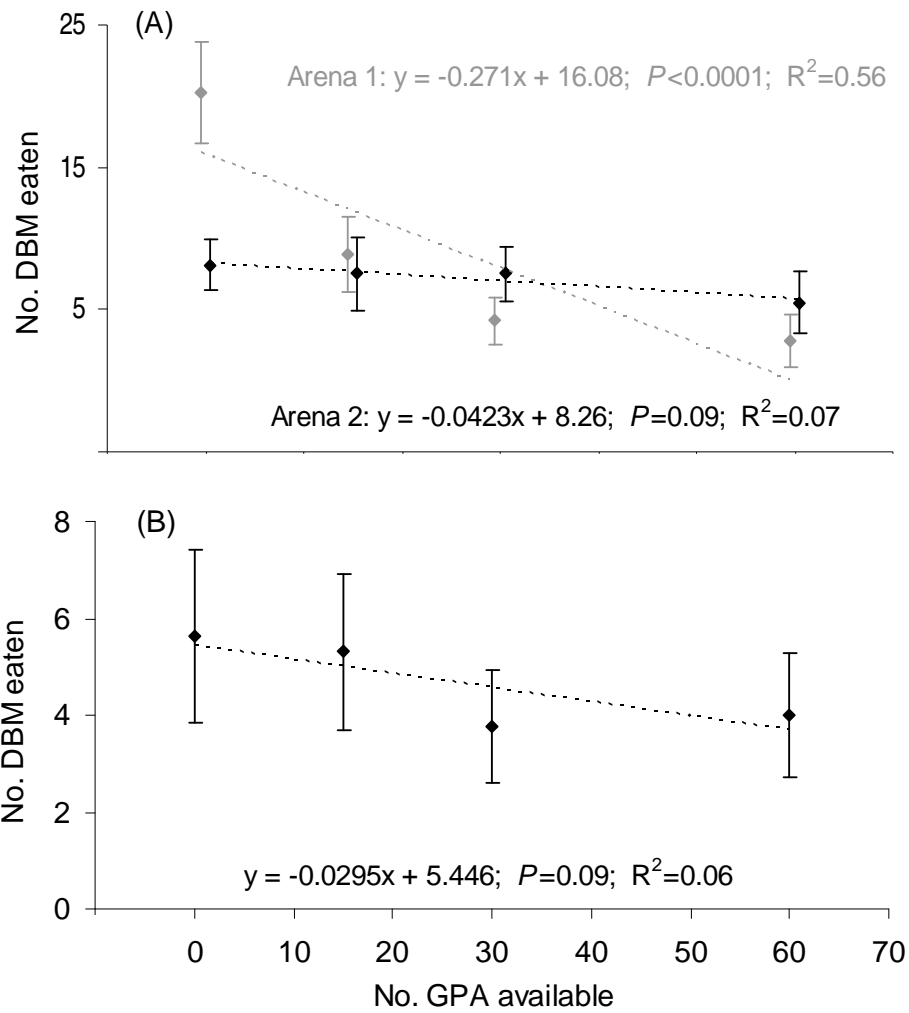 (A)
25
15
5
No. DBM eaten
Arena 1: y = -0.271x + 16.08; P<0.0001; R²=0.56
Arena 2: y = -0.0423x + 8.26; P=0.09; R²=0.07
(B)
8
6
4
2
0
No. DBM eaten
y = -0.0295x + 5.446; P=0.09; R²=0.06
0 10 20 30 40 50 60 70
No. GPA available